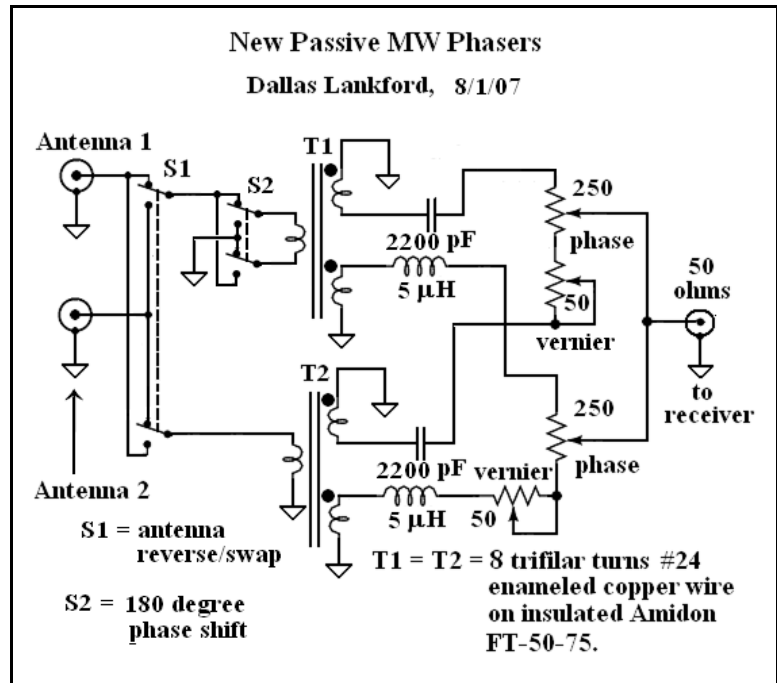 New Passive MW Phasers
Dallas Lankford, 8/1/07
Antenna 1
S1
S2
T1
2200 pF
5 μH
250
phase
50
vernier
50
ohms
to
receiver
T2
2200 pF
5 μH
vernier
50
250
phase
Antenna 2
S1 = antenna
reverse/swap
S2 = 180 degree
phase shift
T1 = T2 = 8 trifilar turns #24
enameled copper wire
on insulated Amidon
FT-50-75.